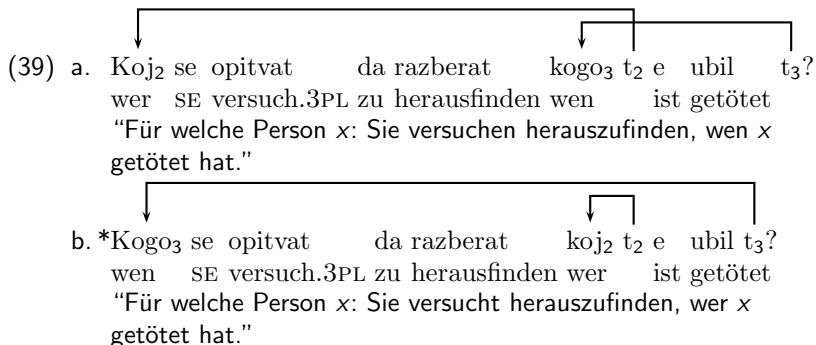 (39) a. Koj₂ se opitvat da razberat kogo₃ t₂ e ubil t₃?
wer SE versuch.3PL zu herausfinden wen ist getötet
“Für welche Person x: Sie versuchen herauszufinden, wen x
getötet hat.”
b. *Kogo₃ se opitvat da razberat koj₂ t₂ e ubil t₃?
wen SE versuch.3PL zu herausfinden wer ist getötet
“Für welche Person x: Sie versucht herauszufinden, wer x
getötet hat.”